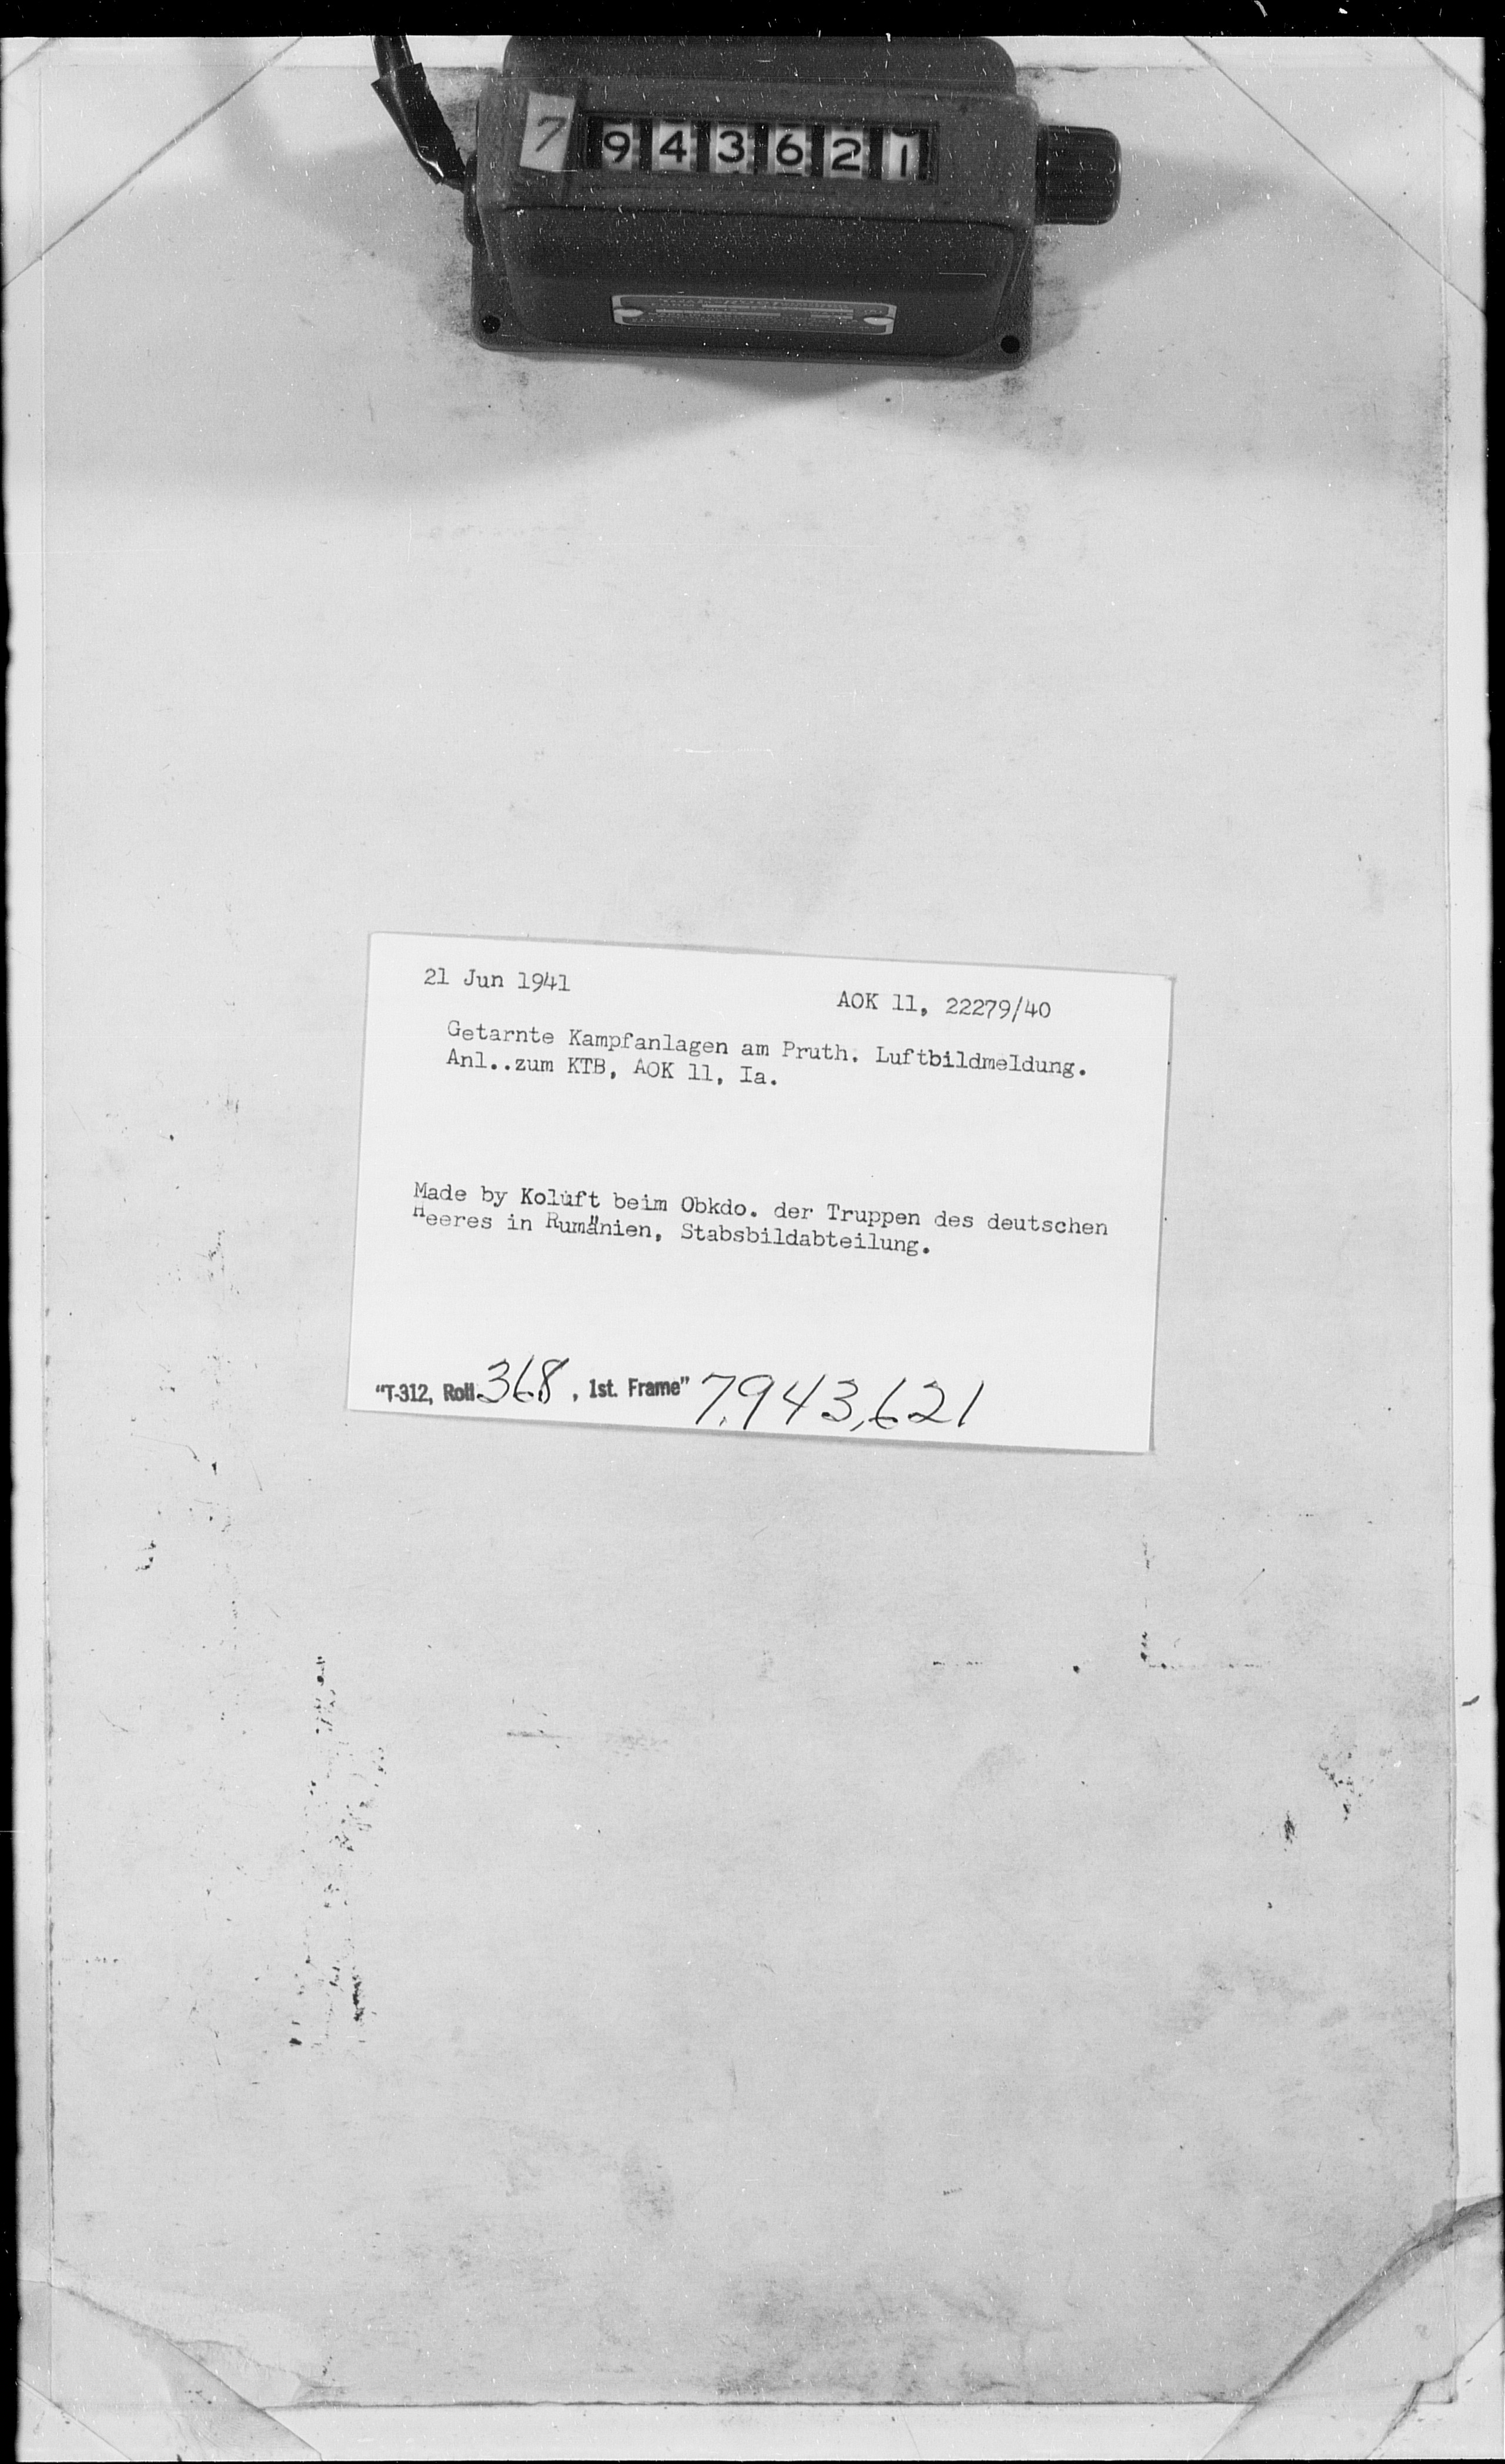 7 943621
21 Jun 1941
AOK 11, 22279/40
Getarnte Kampfanlagen am Pruth. Luftbildmeldung.
Anl..zum KTB, AOK 11, Ia.
Made by Koluft beim Obkdo. der Truppen des deutschen
Heeres in Rumänien, Stabsbildabteilung.
"T-312, Roll 368, 1st. Frame" 7,943,621